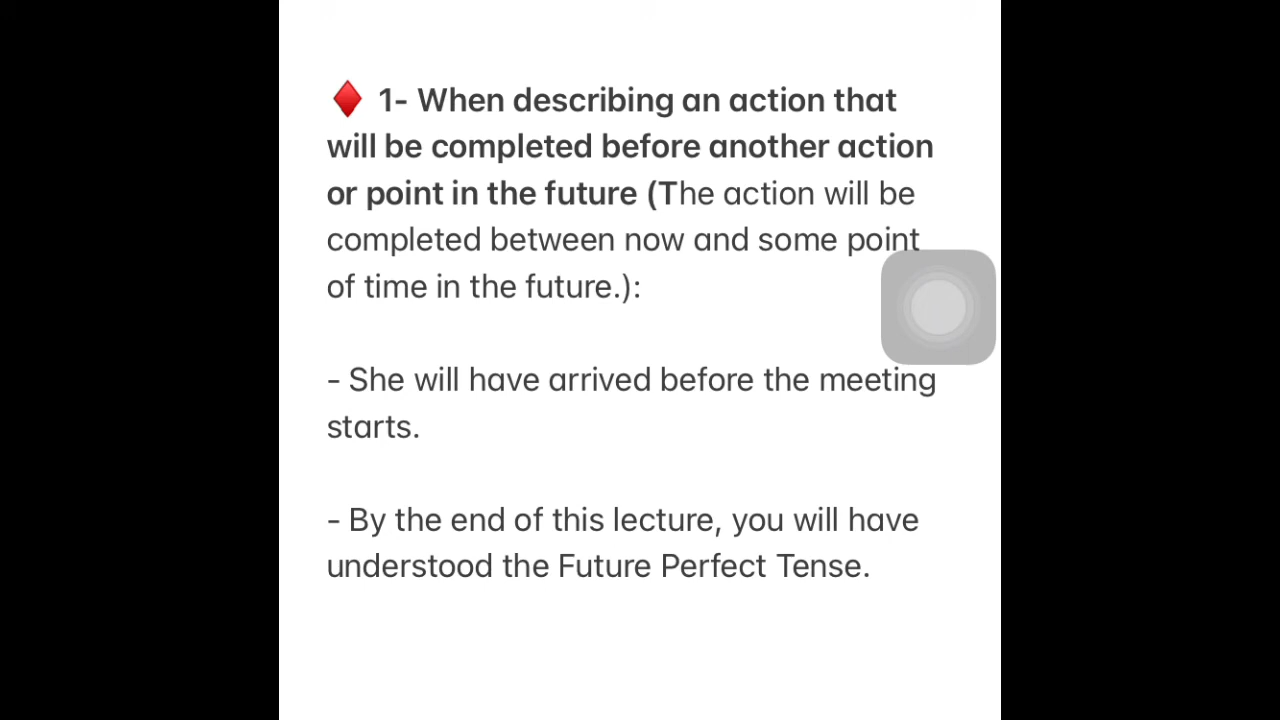 ♦️ 1- When describing an action that
will be completed before another action
or point in the future (The action will be
completed between now and some point
of time in the future.):
- She will have arrived before the meeting
starts.
- By the end of this lecture, you will have
understood the Future Perfect Tense.